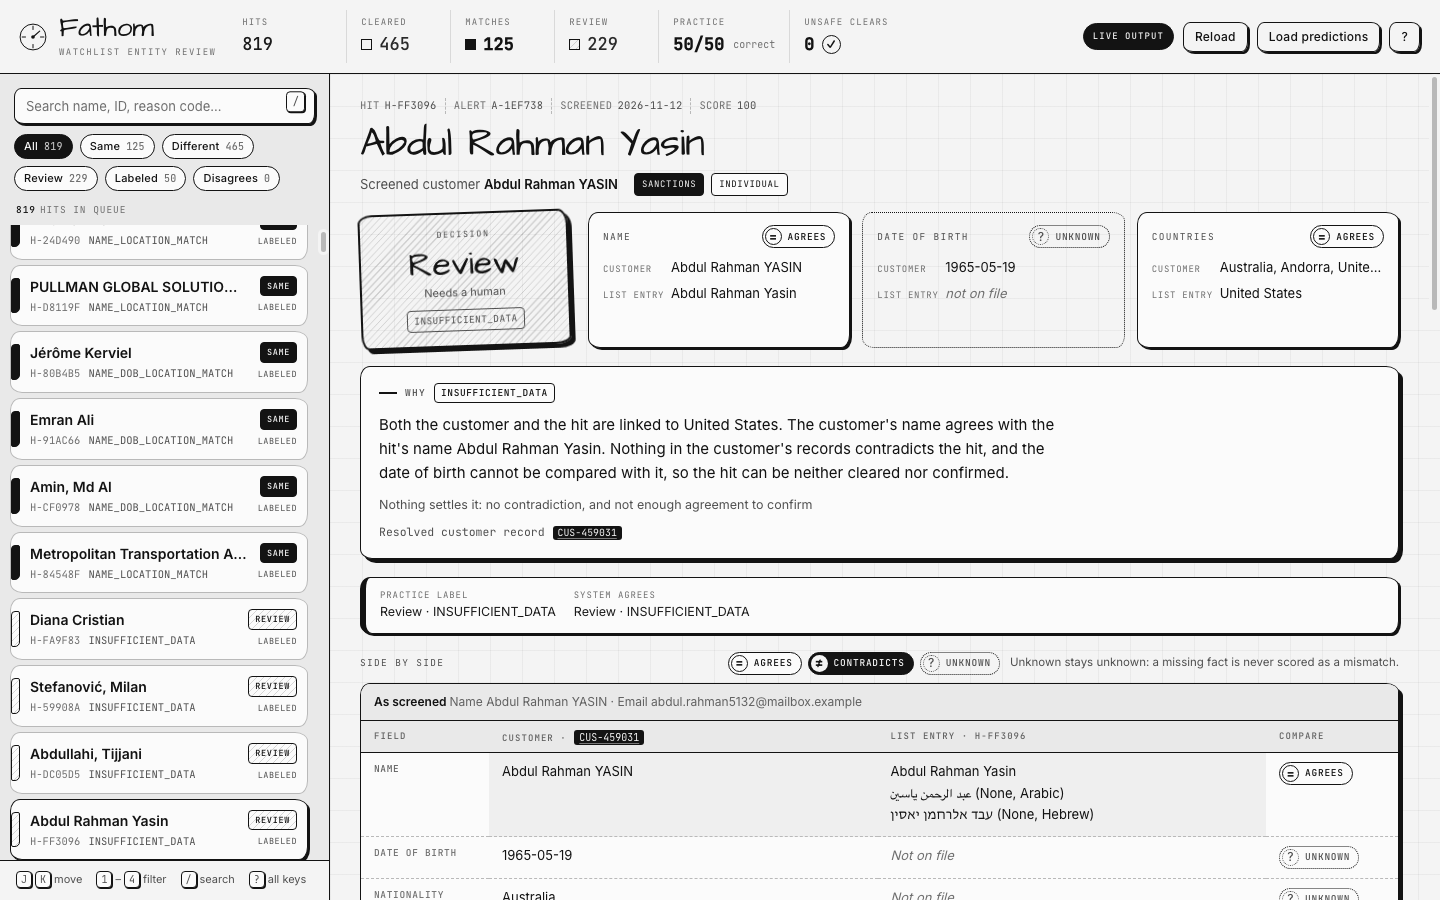 Fathom
WATCHLIST ENTITY REVIEW
HITS
819
CLEARED
465
MATCHES
125
REVIEW
229
PRACTICE
50/50 correct
UNSAFE CLEARS
0
LIVE OUTPUT
Reload
Load predictions
?
Search name, ID, reason code...
/
All 819
Same 125
Different 465
Review 229
Labeled 50
Disagrees 0
819 HITS IN QUEUE
H-24D490 NAME_LOCATION_MATCH LABELED
PULLMAN GLOBAL SOLUTIO... SAME
H-D8119F NAME_LOCATION_MATCH LABELED
Jérôme Kerviel SAME
H-80B4B5 NAME_DOB_LOCATION_MATCH LABELED
Emran Ali SAME
H-91AC66 NAME_DOB_LOCATION_MATCH LABELED
Amin, Md Al SAME
H-CF0978 NAME_DOB_LOCATION_MATCH LABELED
Metropolitan Transportation A... SAME
H-84548F NAME_LOCATION_MATCH LABELED
Diana Cristian REVIEW
H-FA9F83 INSUFFICIENT_DATA LABELED
Stefanović, Milan REVIEW
H-59908A INSUFFICIENT_DATA LABELED
Abdullahi, Tijjani REVIEW
H-DC05D5 INSUFFICIENT_DATA LABELED
Abdul Rahman Yasin REVIEW
H-FF3096 INSUFFICIENT_DATA LABELED
J K move 1 – 4 filter / search ? all keys
HIT H-FF3096 ALERT A-1EF738 SCREENED 2026-11-12 SCORE 100
Abdul Rahman Yasin
Screened customer Abdul Rahman YASIN SANCTIONS INDIVIDUAL
DECISION
Review
Needs a human
INSUFFICIENT_DATA
NAME = AGREES
CUSTOMER Abdul Rahman YASIN
LIST ENTRY Abdul Rahman Yasin
DATE OF BIRTH ? UNKNOWN
CUSTOMER 1965-05-19
LIST ENTRY not on file
COUNTRIES = AGREES
CUSTOMER Australia, Andorra, Unite...
LIST ENTRY United States
WHY INSUFFICIENT_DATA
Both the customer and the hit are linked to United States. The customer's name agrees with the
hit's name Abdul Rahman Yasin. Nothing in the customer's records contradicts the hit, and the
date of birth cannot be compared with it, so the hit can be neither cleared nor confirmed.
Nothing settles it: no contradiction, and not enough agreement to confirm
Resolved customer record CUS-459031
PRACTICE LABEL
Review · INSUFFICIENT_DATA
SYSTEM AGREES
Review · INSUFFICIENT_DATA
SIDE BY SIDE = AGREES ≠ CONTRADICTS ? UNKNOWN Unknown stays unknown: a missing fact is never scored as a mismatch.
As screened Name Abdul Rahman YASIN · Email abdul.rahman5132@mailbox.example
FIELD CUSTOMER · CUS-459031 LIST ENTRY · H-FF3096 COMPARE
NAME Abdul Rahman YASIN Abdul Rahman Yasin = AGREES
عبد الرحمن ياسين (None, Arabic)
עבד אלרחמן יאסין (None, Hebrew)
DATE OF BIRTH 1965-05-19 Not on file ? UNKNOWN
NATIONALITY Australia Not on file ? UNKNOWN